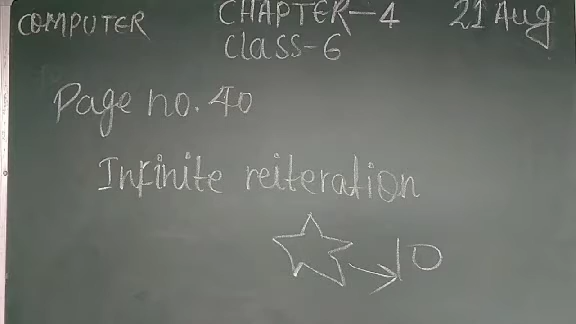 COMPUTER CHAPTER-4 21 Aug
Class-6
Page no. 40
Infinite reiteration
10